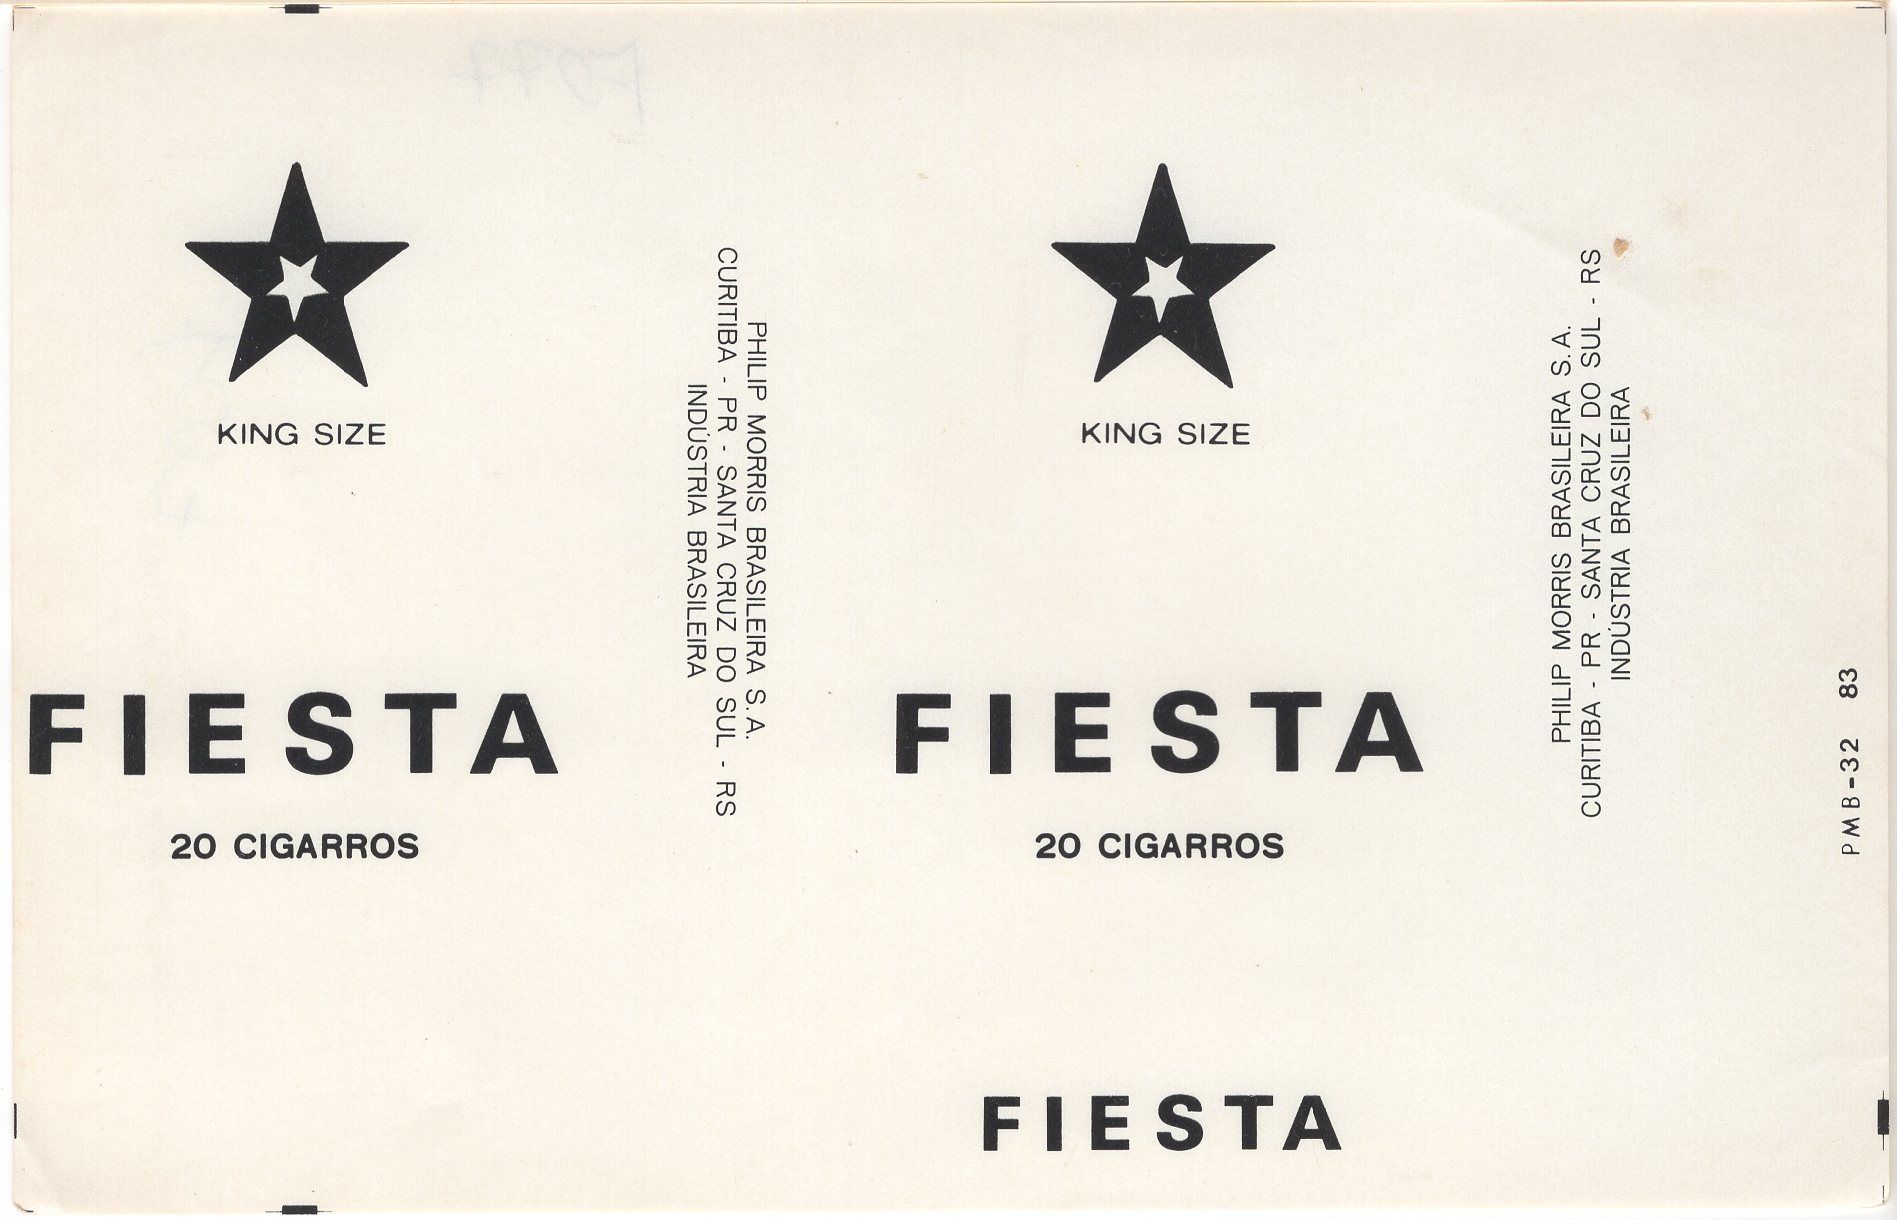 KING SIZE
FIESTA
20 CIGARROS
PHILIP MORRIS BRASILEIRA S.A.
CURITIBA - PR - SANTA CRUZ DO SUL - RS
INDÚSTRIA BRASILEIRA
KING SIZE
FIESTA
20 CIGARROS
FIESTA
PHILIP MORRIS BRASILEIRA S.A.
CURITIBA - PR - SANTA CRUZ DO SUL - RS
INDÚSTRIA BRASILEIRA
PMB-32 83